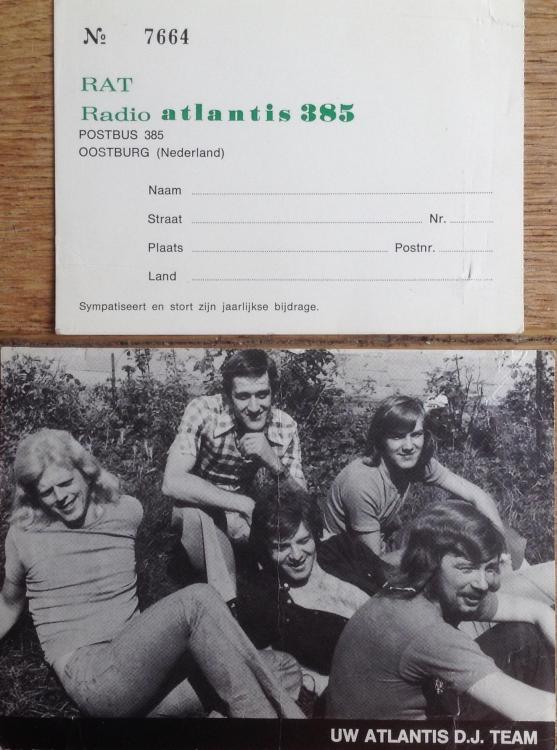 № 7664
RAT
Radio atlantis 385
POSTBUS 385
OOSTBURG (Nederland)
Naam
Straat Nr.
Plaats Postnr.
Land
Sympatiseert en stort zijn jaarlijkse bijdrage.
UW ATLANTIS D.J. TEAM